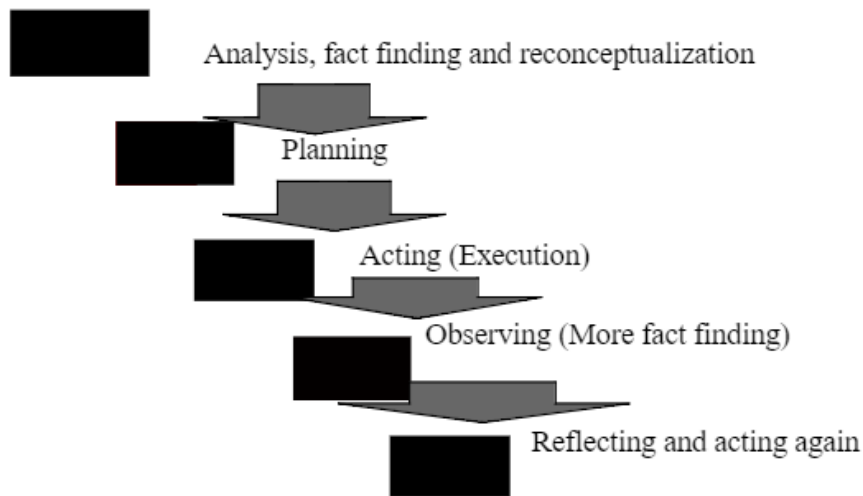 Analysis, fact finding and reconceptualization
Planning
Acting (Execution)
Observing (More fact finding)
Reflecting and acting again